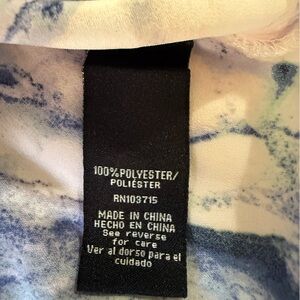 100%POLYESTER/
POLIÉSTER
RN103715
MADE IN CHINA
HECHO EN CHINA
See reverse
for care
Ver al dorso para el
cuidado